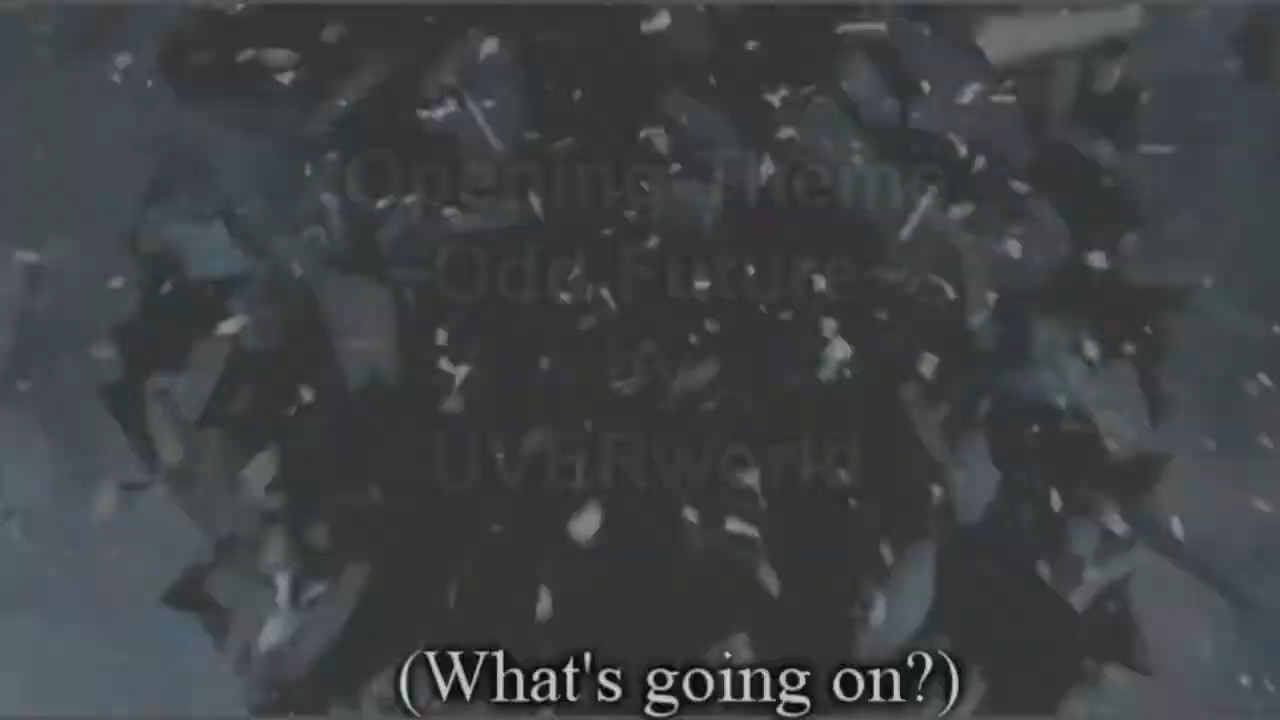 Opening Theme
~Odd Future~
by
UVERworld
(What's going on?)